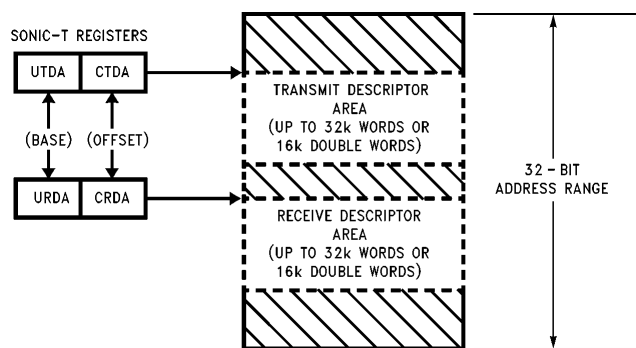 SONIC-T REGISTERS
UTDA CTDA
(BASE) (OFFSET)
URDA CRDA
TRANSMIT DESCRIPTOR
AREA
(UP TO 32k WORDS OR
16k DOUBLE WORDS)
RECEIVE DESCRIPTOR
AREA
(UP TO 32k WORDS OR
16k DOUBLE WORDS)
32-BIT
ADDRESS RANGE